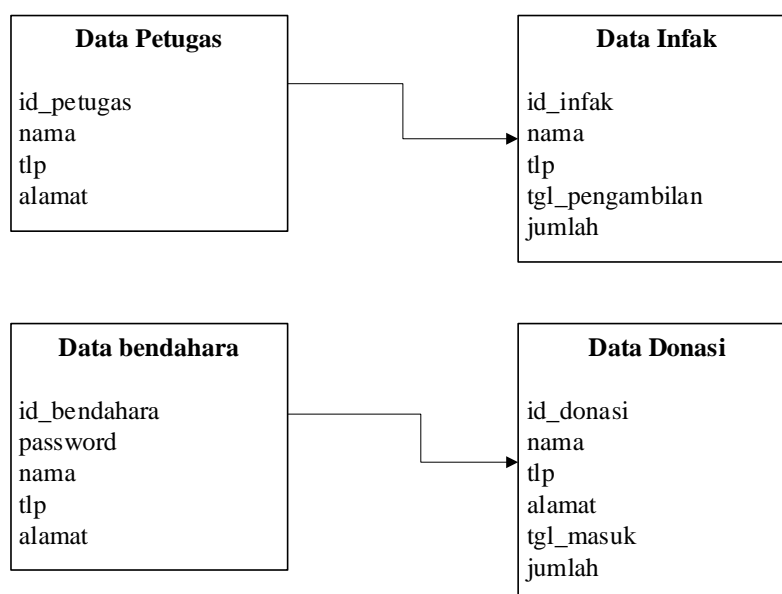 Data Petugas
id_petugas
nama
tlp
alamat
Data Infak
id_infak
nama
tlp
tgl_pengambilan
jumlah
Data bendahara
id_bendahara
password
nama
tlp
alamat
Data Donasi
id_donasi
nama
tlp
alamat
tgl_masuk
jumlah